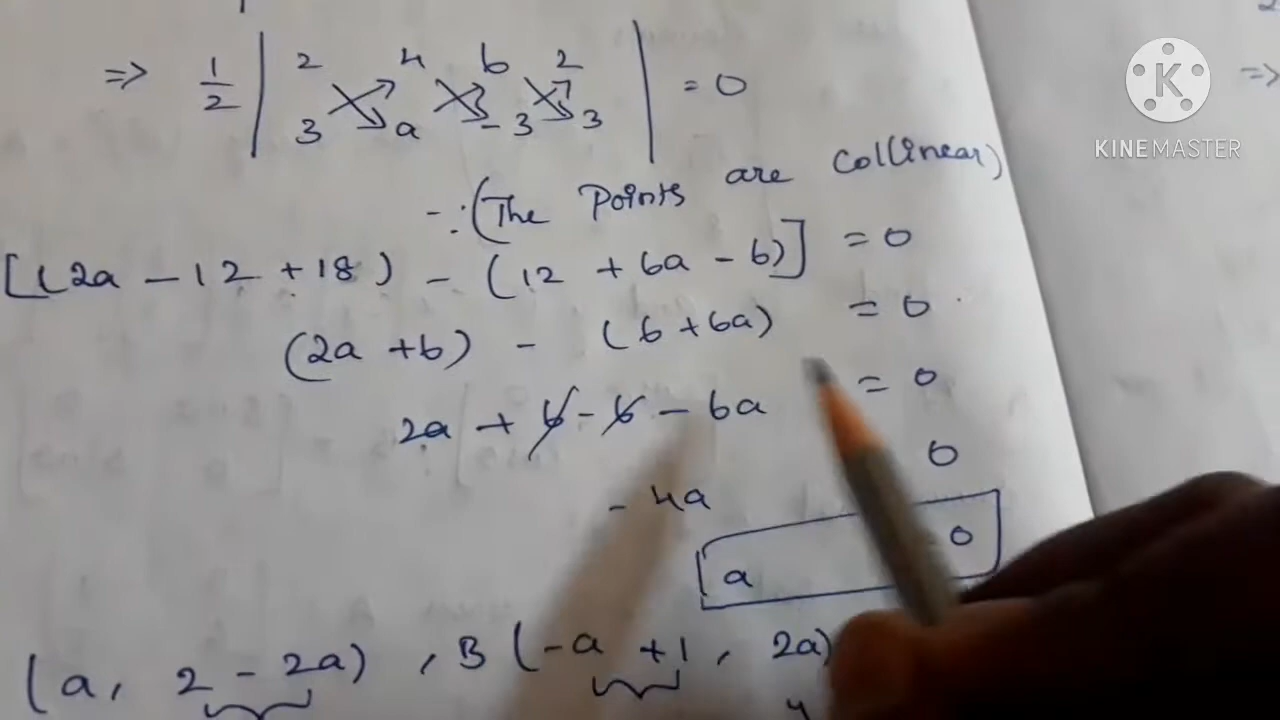 => 1/2 | 2 4 6 2 | = 0
3 a -3 3
KINEMASTER
=>
∵ (The Points are Collinear)
[(2a - 12 + 18) - (12 + 6a - 6)] = 0
(2a + 6) - (6 + 6a) = 0
2a + 6 - 6 - 6a = 0
- 4a 0
a 0
(a, 2 - 2a) , B (-a + 1, 2a)